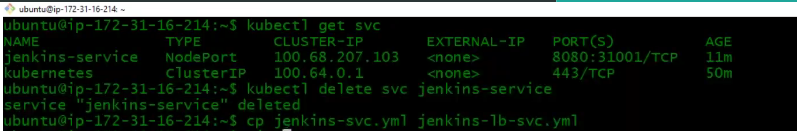 ubuntu@ip-172-31-16-214: ~
ubuntu@ip-172-31-16-214:~$ kubectl get svc
NAME TYPE CLUSTER-IP EXTERNAL-IP PORT(S) AGE
jenkins-service NodePort 100.68.207.103 <none> 8080:31001/TCP 11m
kubernetes ClusterIP 100.64.0.1 <none> 443/TCP 50m
ubuntu@ip-172-31-16-214:~$ kubectl delete svc jenkins-service
service "jenkins-service" deleted
ubuntu@ip-172-31-16-214:~$ cp jenkins-svc.yml jenkins-lb-svc.yml